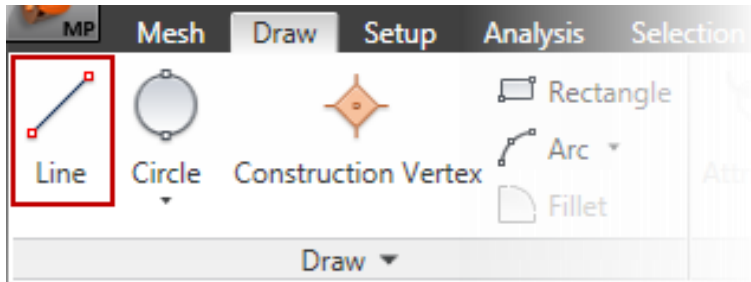 MP Mesh Draw Setup Analysis Selection
Line Circle Construction Vertex
Rectangle
Arc
Fillet
Draw